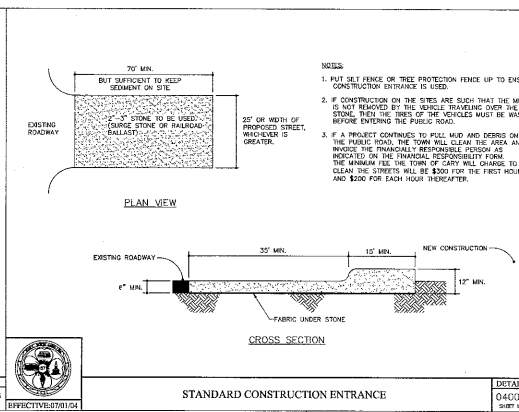 70' MIN.
BUT SUFFICIENT TO KEEP
SEDIMENT ON SITE
EXISTING
ROADWAY
2"-3" STONE TO BE USED.
(SURGE STONE OR RAILROAD
BALLAST)
25' OR WIDTH OF
PROPOSED STREET,
WHICHEVER IS
GREATER.
PLAN VIEW
NOTES:
1. PUT SILT FENCE OR TREE PROTECTION FENCE UP TO ENS
CONSTRUCTION ENTRANCE IS USED.
2. IF CONSTRUCTION ON THE SITES ARE SUCH THAT THE M
IS NOT REMOVED BY THE VEHICLE TRAVELING OVER THE
STONE, THEN THE TIRES OF THE VEHICLES MUST BE WAS
BEFORE ENTERING THE PUBLIC ROAD.
3. IF A PROJECT CONTINUES TO PULL MUD AND DEBRIS ON
THE PUBLIC ROAD, THE TOWN WILL CLEAN THE AREA AN
INVOICE THE FINANCIALLY RESPONSIBLE PERSON AS
INDICATED ON THE FINANCIAL RESPONSIBILITY FORM.
THE MINIMUM FEE THE TOWN OF CARY WILL CHARGE TO
CLEAN THE STREETS WILL BE $300 FOR THE FIRST HOU
AND $200 FOR EACH HOUR THEREAFTER.
EXISTING ROADWAY
35' MIN.
15' MIN.
NEW CONSTRUCTION
6" MIN.
12" MIN.
FABRIC UNDER STONE
CROSS SECTION
EFFECTIVE:07/01/04
STANDARD CONSTRUCTION ENTRANCE
DETAI
0400
SHEET